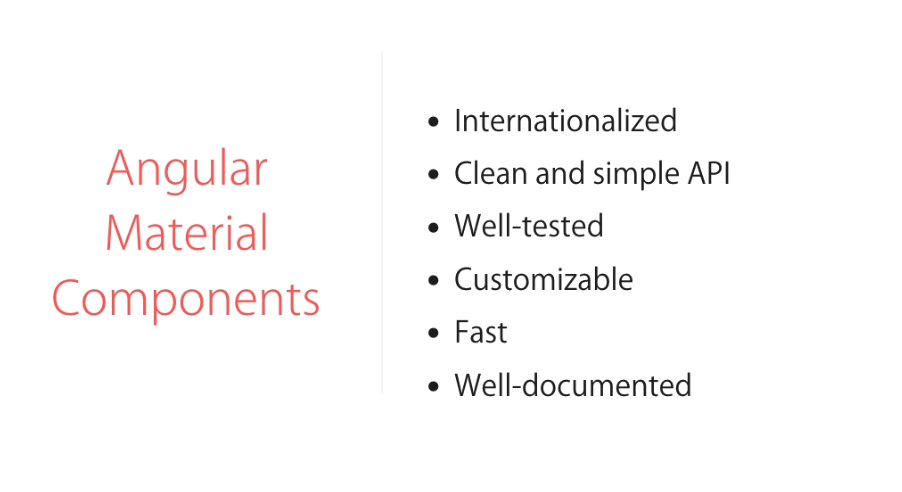 Angular
Material
Components
• Internationalized
• Clean and simple API
• Well-tested
• Customizable
• Fast
• Well-documented